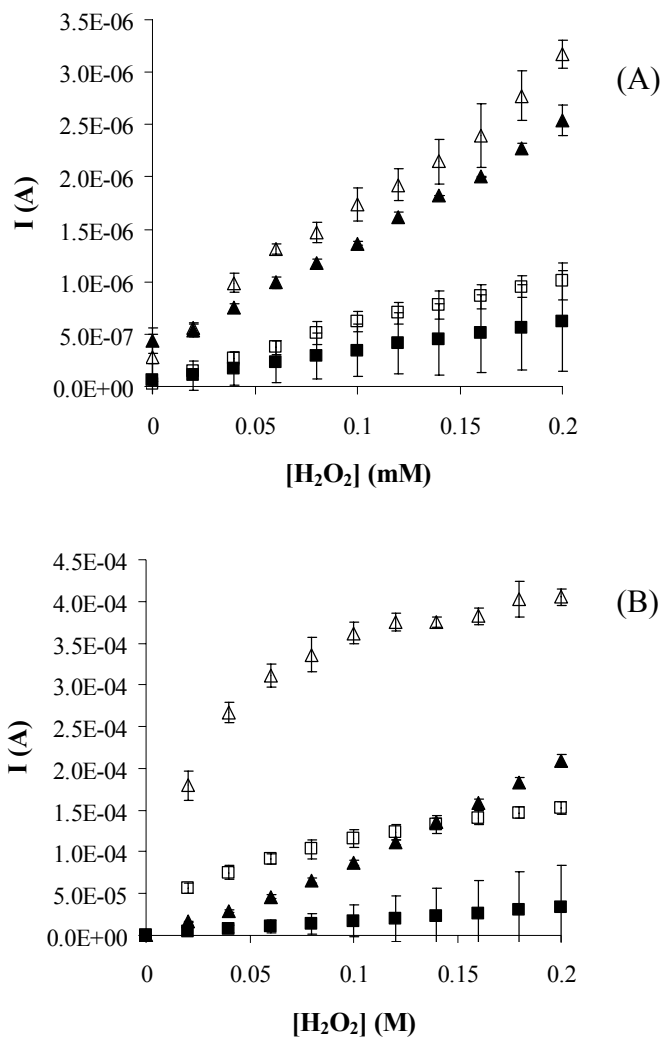 3.5E-06
(A)
3.0E-06
2.5E-06
2.0E-06
1.5E-06
1.0E-06
5.0E-07
0.0E+00
I (A)
0
0.05
0.1
0.15
0.2
[H₂O₂] (mM)
4.5E-04
(B)
4.0E-04
3.5E-04
3.0E-04
2.5E-04
2.0E-04
1.5E-04
1.0E-04
5.0E-05
0.0E+00
I (A)
0
0.05
0.1
0.15
0.2
[H₂O₂] (M)